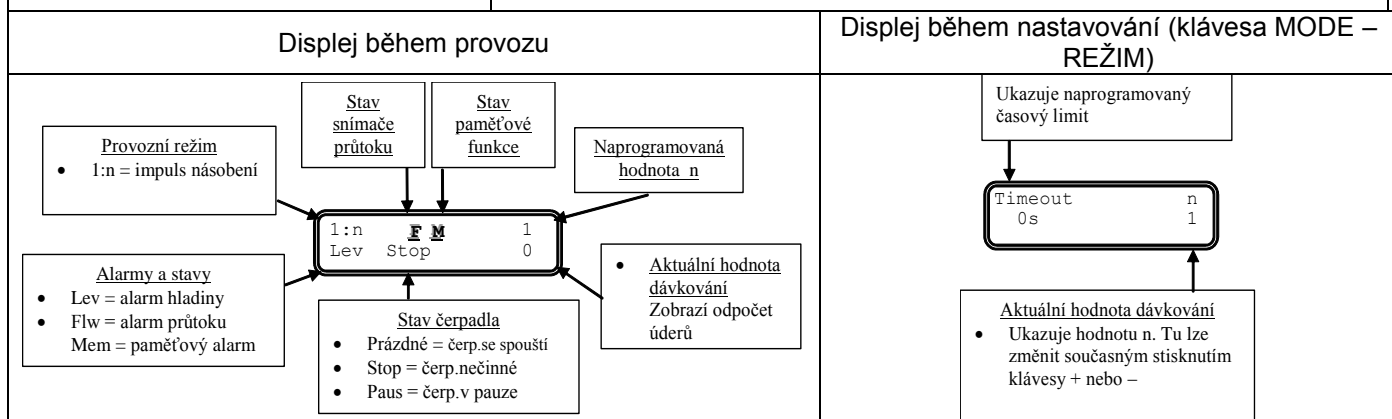 Displej během provozu
Displej během nastavování (klávesa MODE –
REŽIM)
Provozní režim
• 1:n = impuls násobení
Stav
snímače
průtoku
Stav
paměťové
funkce
Naprogramovaná
hodnota n
1:n F M 1
Lev Stop 0
Alarmy a stavy
• Lev = alarm hladiny
• Flw = alarm průtoku
Mem = paměťový alarm
Stav čerpadla
• Prázdné = čerp.se spouští
• Stop = čerp.nečinné
• Paus = čerp.v pauze
• Aktuální hodnota
dávkování
Zobrazí odpočet
úderů
Ukazuje naprogramovaný
časový limit
Timeout n
0s 1
Aktuální hodnota dávkování
• Ukazuje hodnotu n. Tu lze
změnit současným stisknutím
klávesy + nebo –